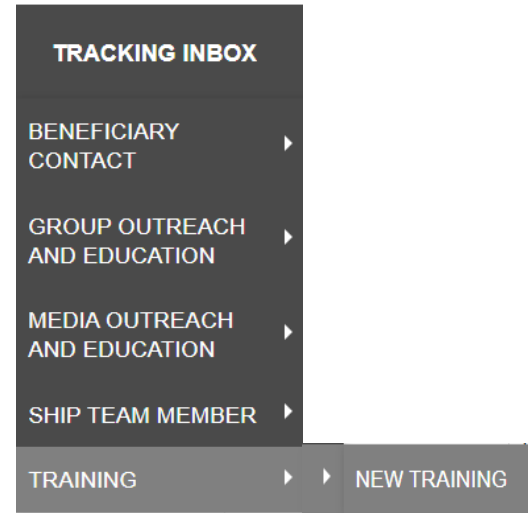 TRACKING INBOX
BENEFICIARY
CONTACT
GROUP OUTREACH
AND EDUCATION
MEDIA OUTREACH
AND EDUCATION
SHIP TEAM MEMBER
TRAINING
NEW TRAINING